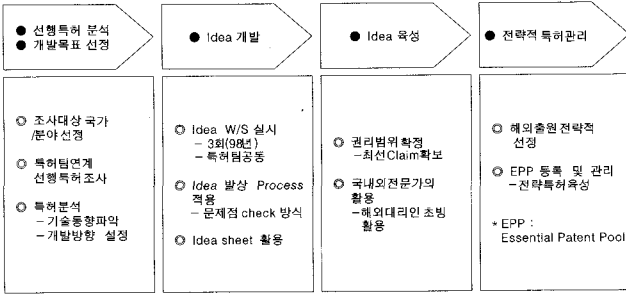 ● 선행특허 분석
● 개발목표 선정
● Idea 개발
● Idea 육성
● 전략적 특허관리
◎ 조사대상 국가
/분야 선정
◎ 특허팀연계
선행특허 조사
◎ 특허분석
- 기술동향파악
- 개발방향 설정
◎ Idea W/S 실시
- 3회(98년)
- 특허팀공동
◎ Idea 발상 Process
적용
- 문제점 check 방식
◎ Idea sheet 활용
◎ 권리범위 확정
- 최선Claim확보
◎ 국내외전문가의
활용
- 해외대리인 초빙
활용
◎ 해외출원 전략적
선정
◎ EPP 등록 및 관리
- 전략특허육성
* EPP :
Essential Patent Pool